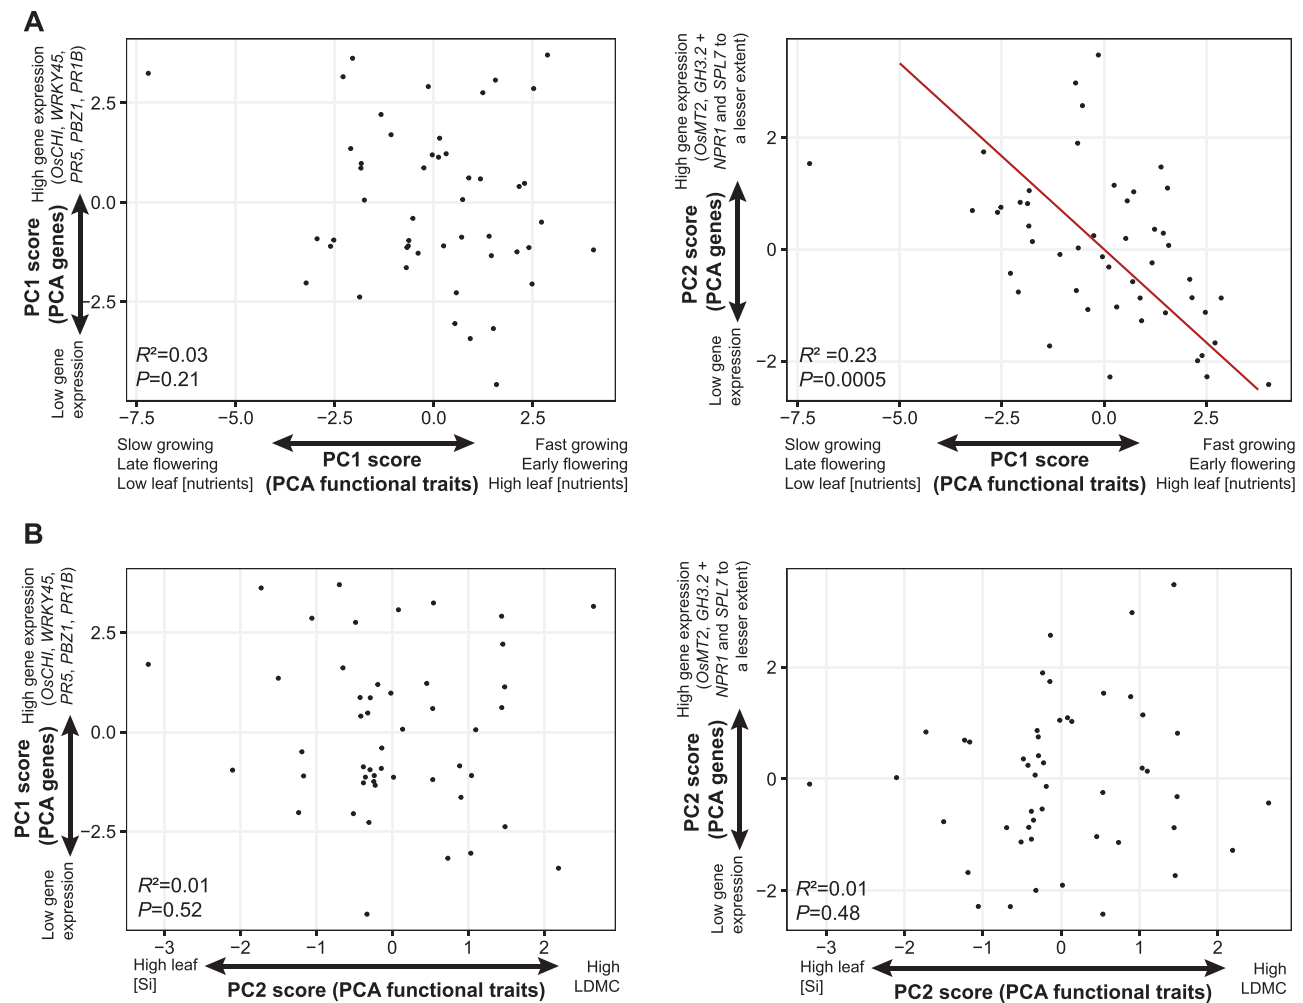 A
High gene expression
(OsCHI, WRKY45,
PR5, PBZ1, PR1B)
PC1 score
(PCA genes)
Low gene
expression
2.5
0.0
−2.5
R²=0.03
P=0.21
−7.5
−5.0
−2.5
0.0
2.5
Slow growing
Late flowering
Low leaf [nutrients]
PC1 score
(PCA functional traits)
Fast growing
Early flowering
High leaf [nutrients]
High gene expression
(OsMT2, GH3.2 +
NPR1 and SPL7 to
a lesser extent)
PC2 score
(PCA genes)
Low gene
expression
2
0
−2
R² =0.23
P=0.0005
−7.5
−5.0
−2.5
0.0
2.5
Slow growing
Late flowering
Low leaf [nutrients]
PC1 score
(PCA functional traits)
Fast growing
Early flowering
High leaf [nutrients]
B
High gene expression
(OsCHI, WRKY45,
PR5, PBZ1, PR1B)
PC1 score
(PCA genes)
Low gene
expression
2.5
0.0
−2.5
R²=0.01
P=0.52
−3
−2
−1
0
1
2
High leaf
[Si]
PC2 score (PCA functional traits)
High
LDMC
High gene expression
(OsMT2, GH3.2 +
NPR1 and SPL7 to
a lesser extent)
PC2 score
(PCA genes)
Low gene
expression
2
0
−2
R²=0.01
P=0.48
−3
−2
−1
0
1
2
High leaf
[Si]
PC2 score (PCA functional traits)
High
LDMC